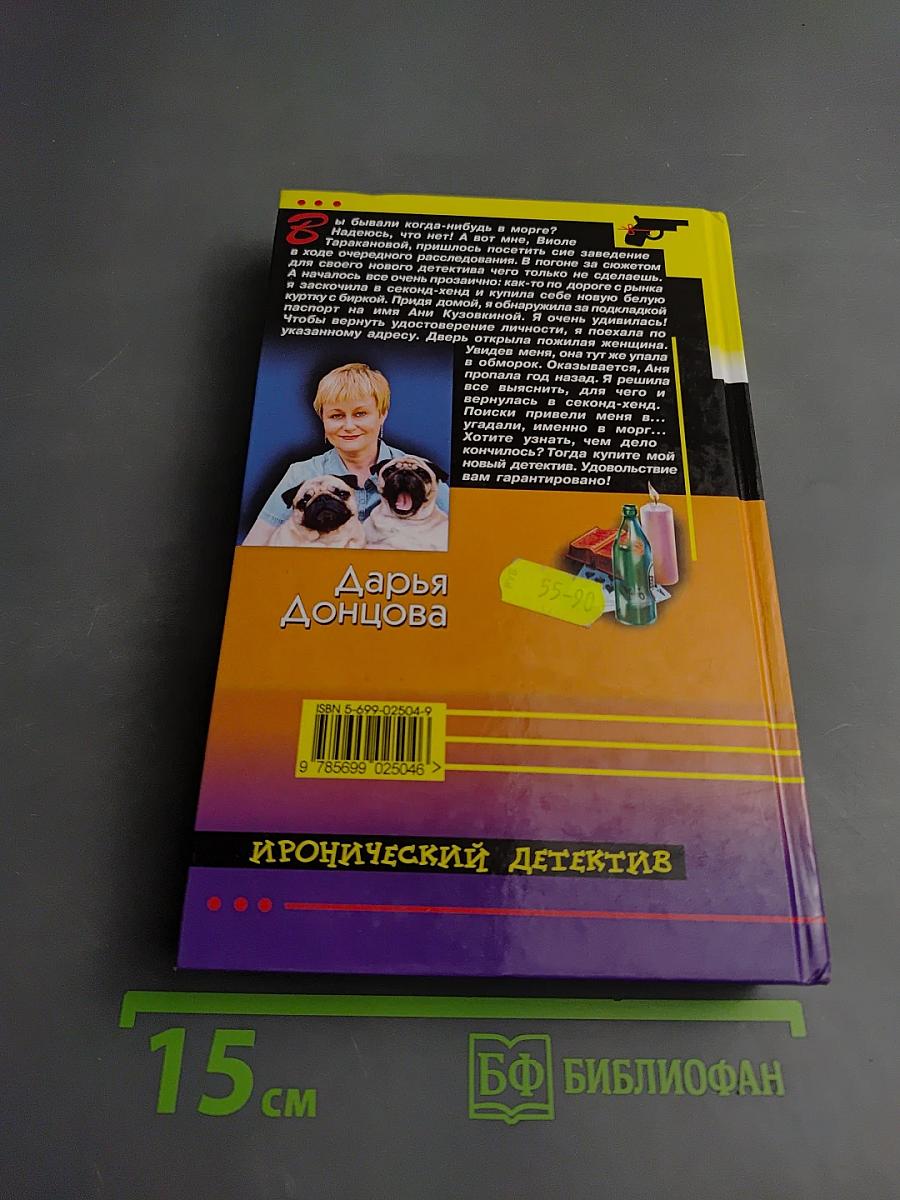 Вы бывали когда-нибудь в морге?
Надеюсь, что нет! А вот мне, Виоле
Таракановой, пришлось посетить сие заведение
в ходе очередного расследования. В погоне за сюжетом
для своего нового детектива чего только не сделаешь.
А началось все очень прозаично: как-то по дороге с рынка
я заскочила в секонд-хенд и купила себе новую белую
куртку с биркой. Придя домой, я обнаружила за подкладкой
паспорт на имя Ани Кузовкиной. Я очень удивилась!
Чтобы вернуть удостоверение личности, я поехала по
указанному адресу. Дверь открыла пожилая женщина.
Увидев меня, она тут же упала
в обморок. Оказывается, Аня
пропала год назад. Я решила
все выяснить, для чего и
вернулась в секонд-хенд.
Поиски привели меня в...
угадали, именно в морг...
Хотите узнать, чем дело
кончилось? Тогда купите мой
новый детектив. Удовольствие
вам гарантировано!
Дарья
Донцова
РУБ
55-90
ISBN 5-699-02504-9
9 785699 025046 >
ИРОНИЧЕСКИЙ ДЕТЕКТИВ
15 см
БФ БИБЛИОФАН